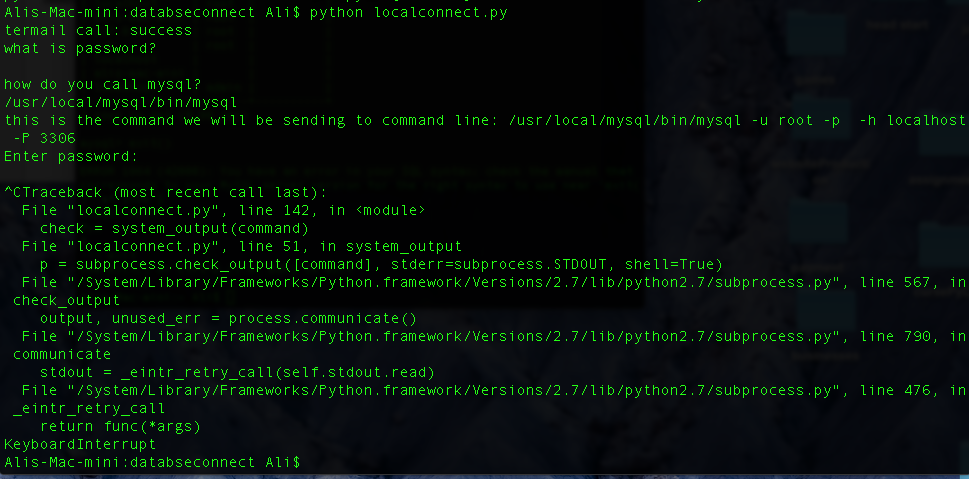 Alis-Mac-mini:databseconnect Ali$ python localconnect.py
termail call: success
what is password?
how do you call mysql?
/usr/local/mysql/bin/mysql
this is the command we will be sending to command line: /usr/local/mysql/bin/mysql -u root -p  -h localhost
 -P 3306
Enter password:
^CTraceback (most recent call last):
  File "localconnect.py", line 142, in <module>
    check = system_output(command)
  File "localconnect.py", line 51, in system_output
    p = subprocess.check_output([command], stderr=subprocess.STDOUT, shell=True)
  File "/System/Library/Frameworks/Python.framework/Versions/2.7/lib/python2.7/subprocess.py", line 567, in
 check_output
    output, unused_err = process.communicate()
  File "/System/Library/Frameworks/Python.framework/Versions/2.7/lib/python2.7/subprocess.py", line 790, in
 communicate
    stdout = _eintr_retry_call(self.stdout.read)
  File "/System/Library/Frameworks/Python.framework/Versions/2.7/lib/python2.7/subprocess.py", line 476, in
 _eintr_retry_call
    return func(*args)
KeyboardInterrupt
Alis-Mac-mini:databseconnect Ali$